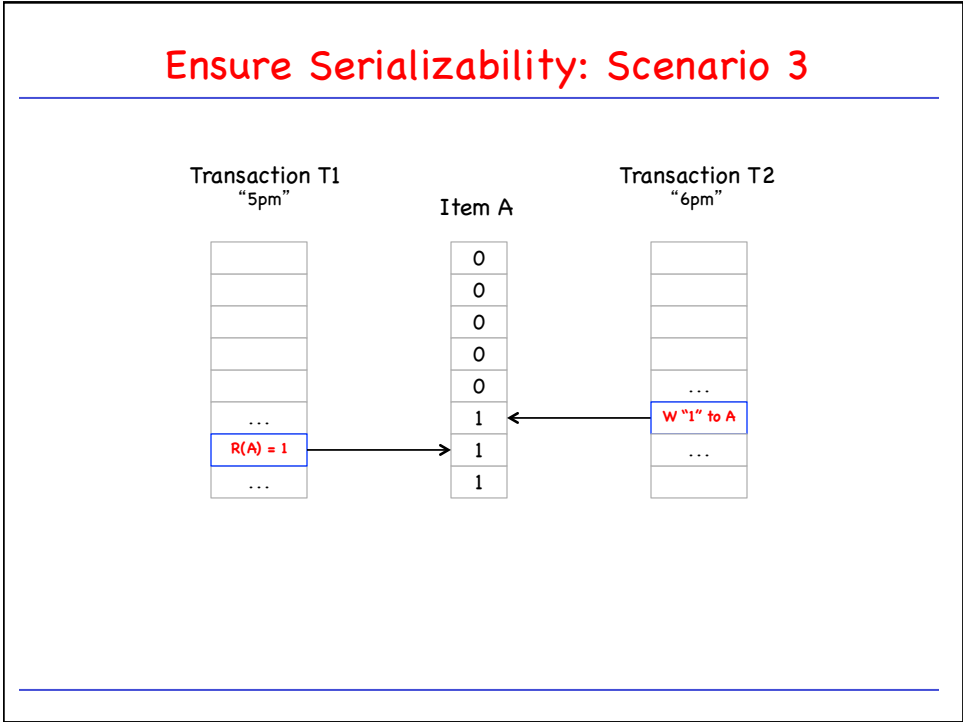 Ensure Serializability: Scenario 3
Transaction T1
“5pm”
Item A
Transaction T2
“6pm”
0
0
0
0
0
...
... 1
W “1” to A
R(A) = 1
1
...
... 1